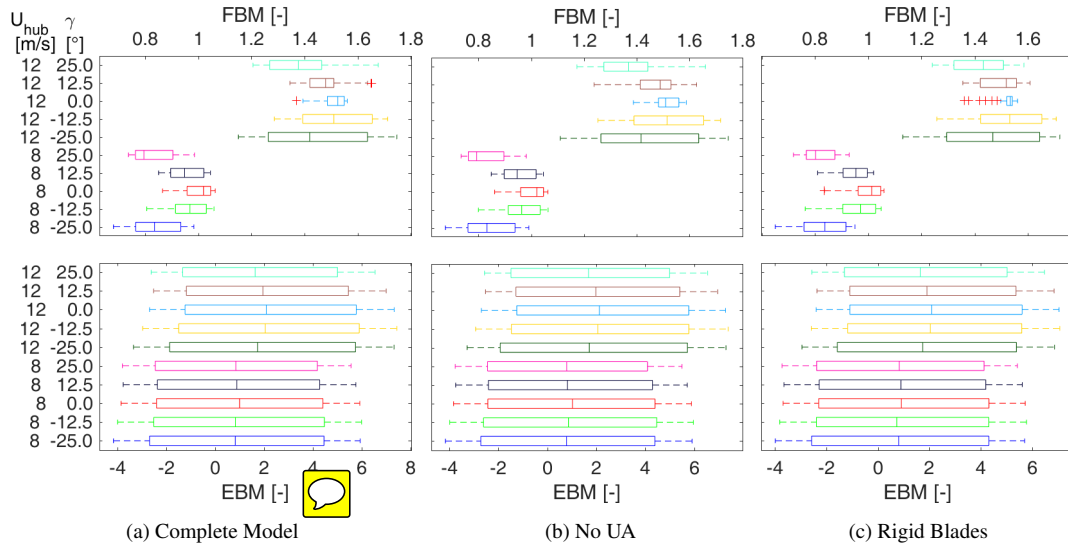 FBM [-] FBM [-] FBM [-]
U_hub γ
[m/s] [°]
0.8 1 1.2 1.4 1.6 1.8 0.8 1 1.2 1.4 1.6 1.8 0.8 1 1.2 1.4 1.6 1.8
12 25.0
12 12.5
12 0.0
12 -12.5
12 -25.0
8 25.0
8 12.5
8 0.0
8 -12.5
8 -25.0
12 25.0
12 12.5
12 0.0
12 -12.5
12 -25.0
8 25.0
8 12.5
8 0.0
8 -12.5
8 -25.0
-4 -2 0 2 4 6 8 -4 -2 0 2 4 6 8 -4 -2 0 2 4 6
EBM [-] EBM [-] EBM [-]
(a) Complete Model (b) No UA (c) Rigid Blades